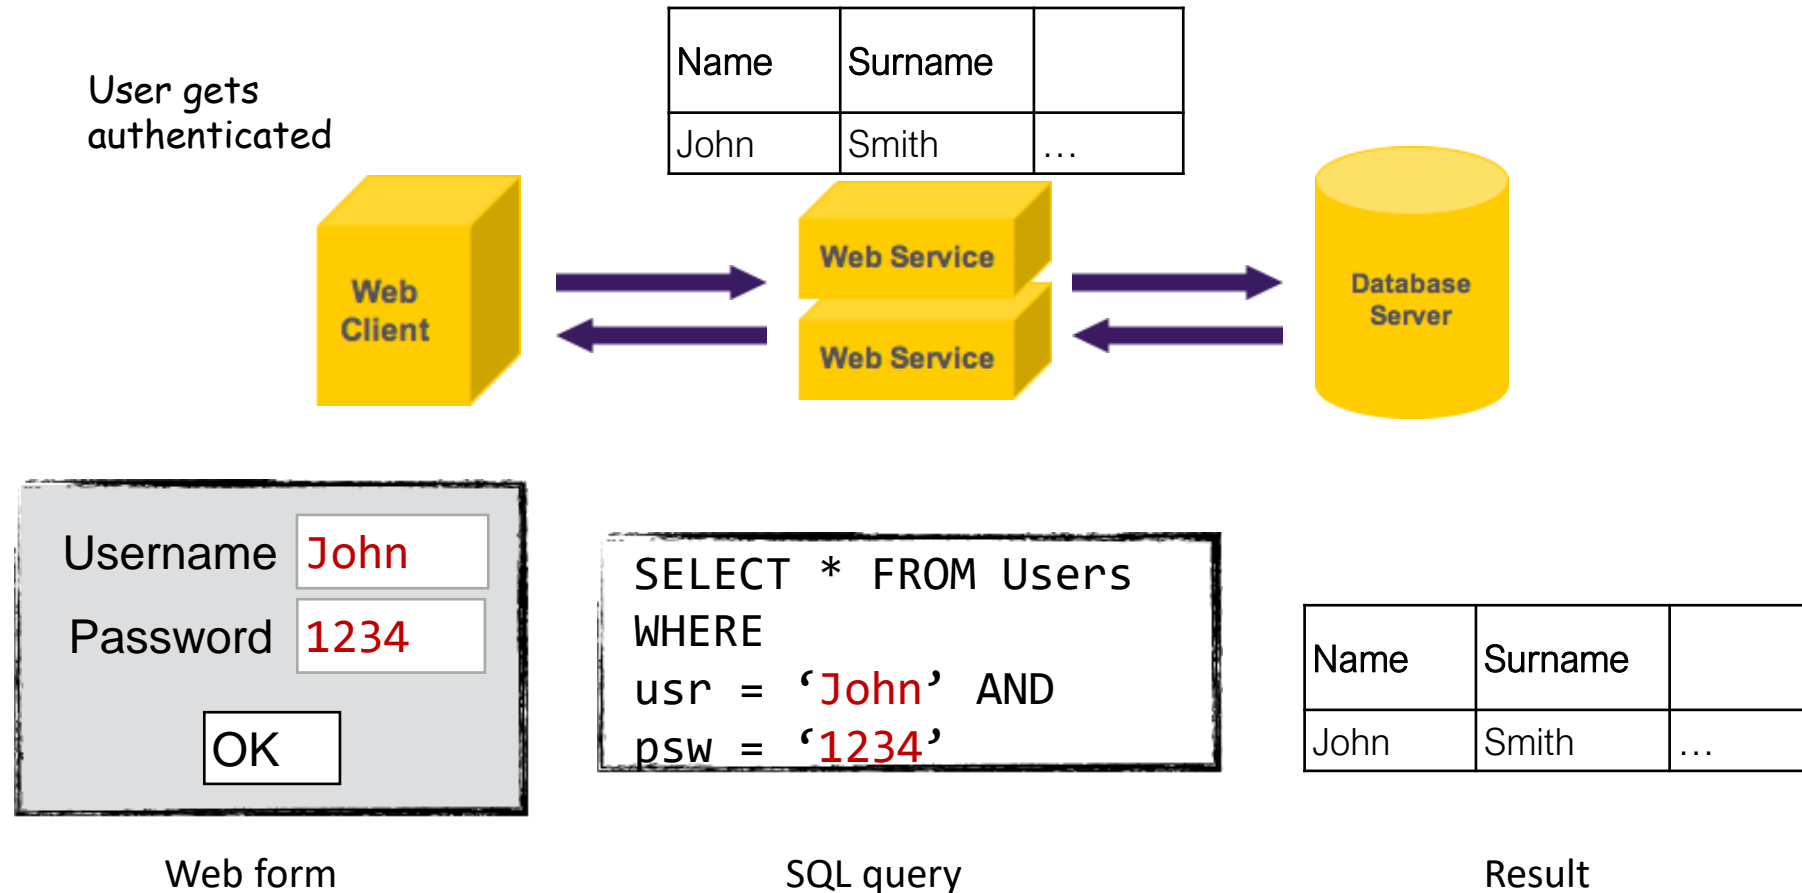 User gets
authenticated
Name Surname
John Smith …
Web
Client
Web Service
Web Service
Database
Server
Username John
Password 1234
OK
SELECT * FROM Users
WHERE
usr = ‘John’ AND
psw = ‘1234’
Name Surname
John Smith …
Web form
SQL query
Result